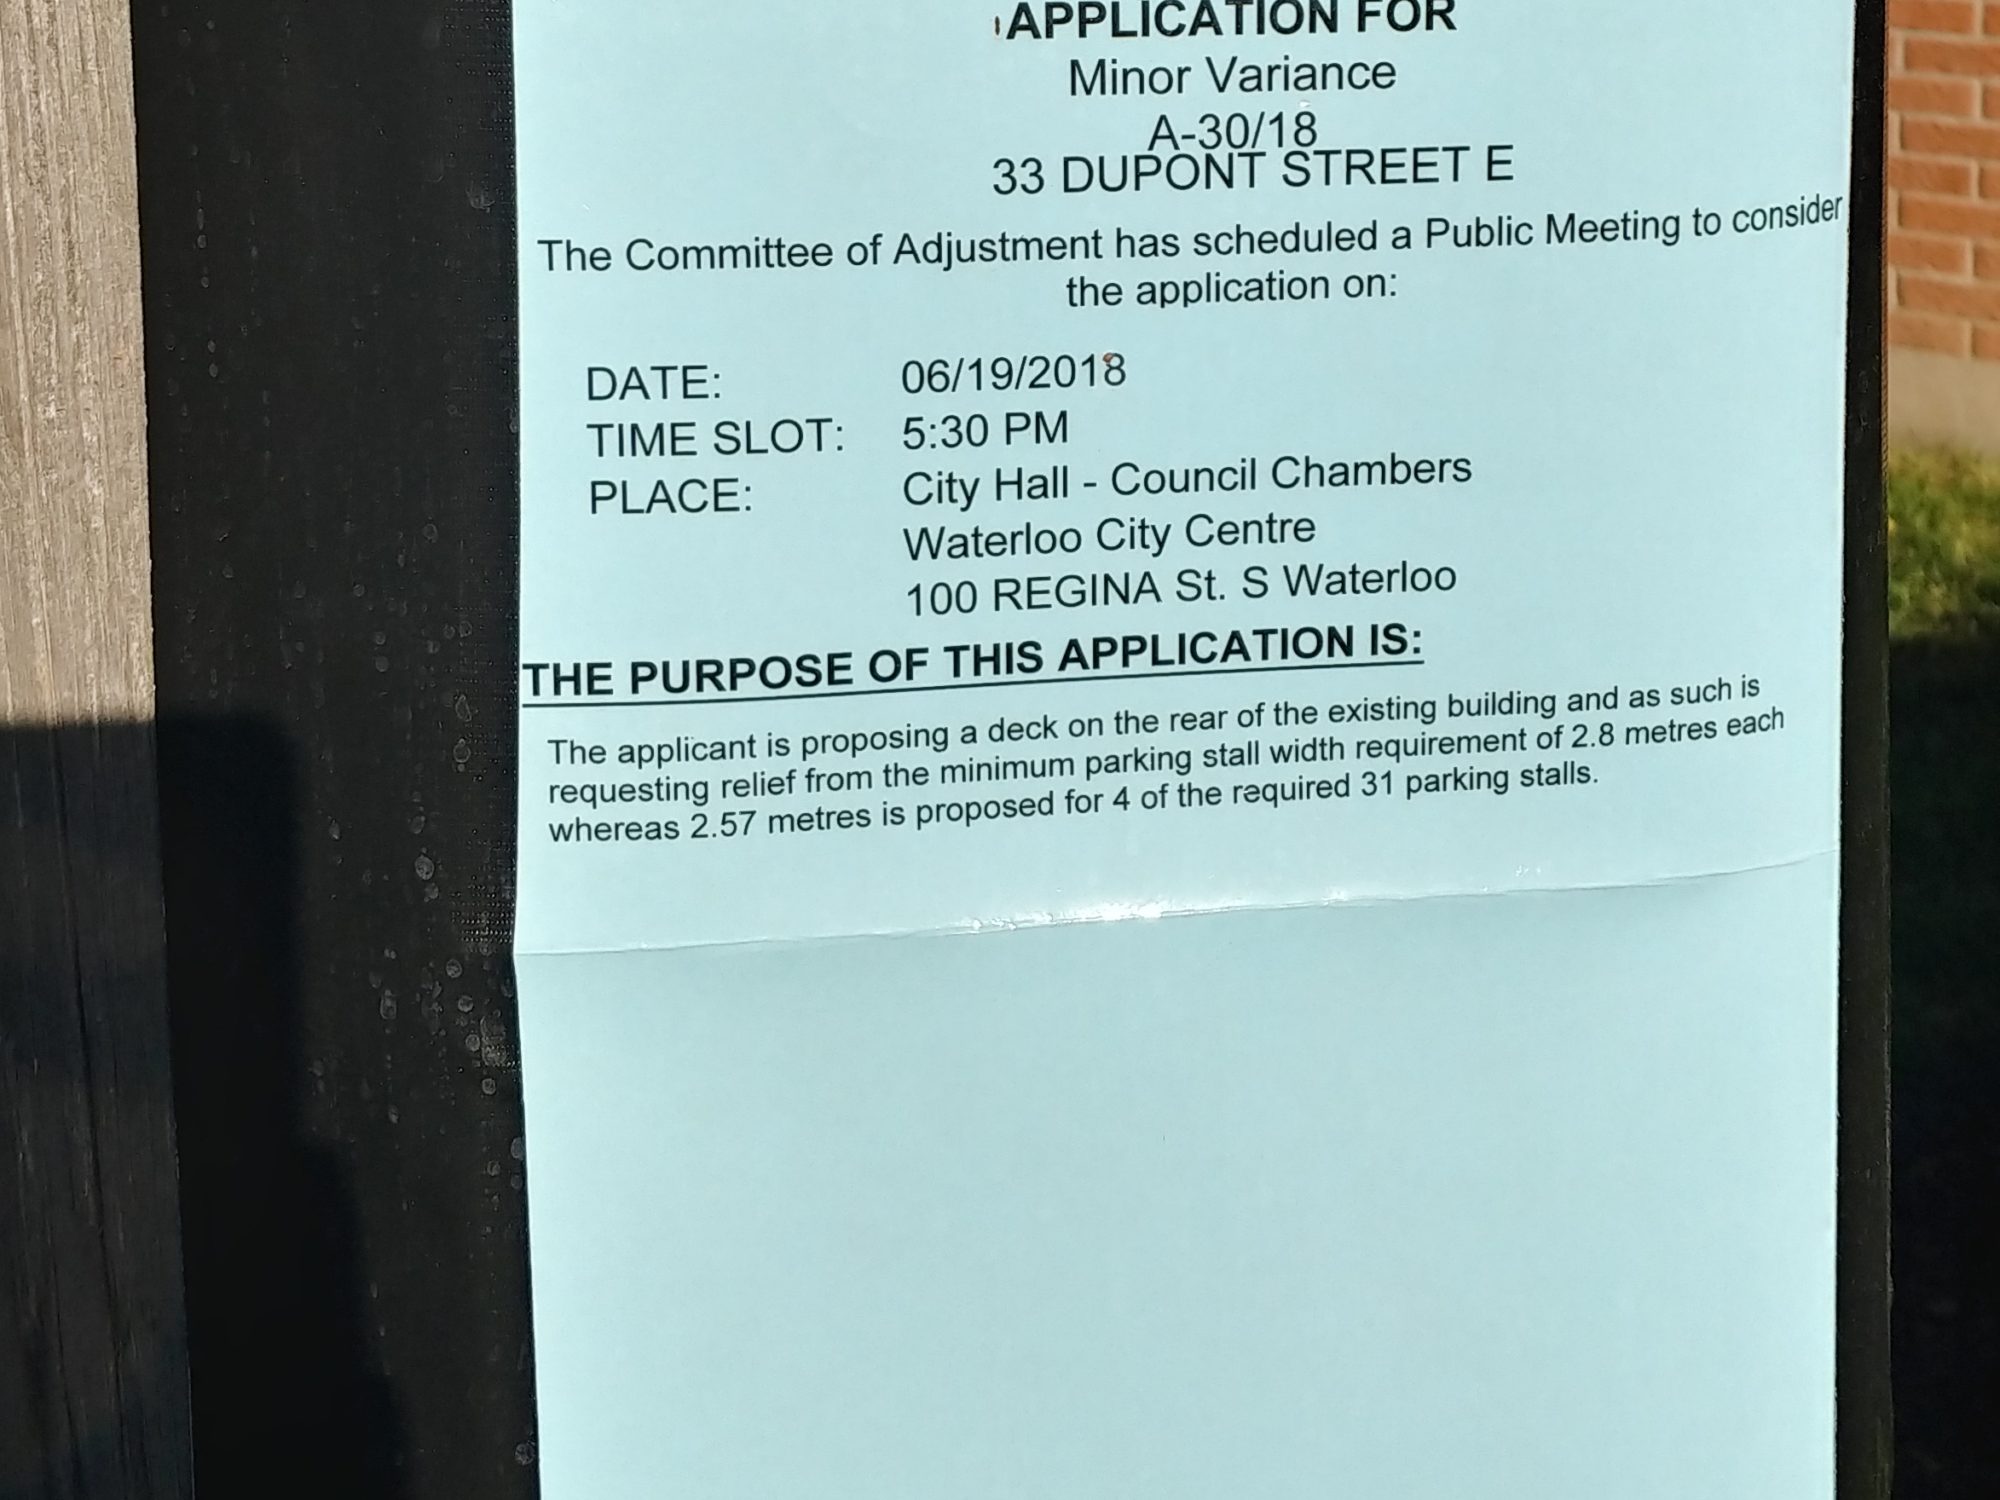 APPLICATION FOR
Minor Variance
A-30/18
33 DUPONT STREET E
The Committee of Adjustment has scheduled a Public Meeting to consider
the application on:
DATE: 06/19/2018
TIME SLOT: 5:30 PM
PLACE: City Hall - Council Chambers
Waterloo City Centre
100 REGINA St. S Waterloo
THE PURPOSE OF THIS APPLICATION IS:
The applicant is proposing a deck on the rear of the existing building and as such is
requesting relief from the minimum parking stall width requirement of 2.8 metres each
whereas 2.57 metres is proposed for 4 of the required 31 parking stalls.